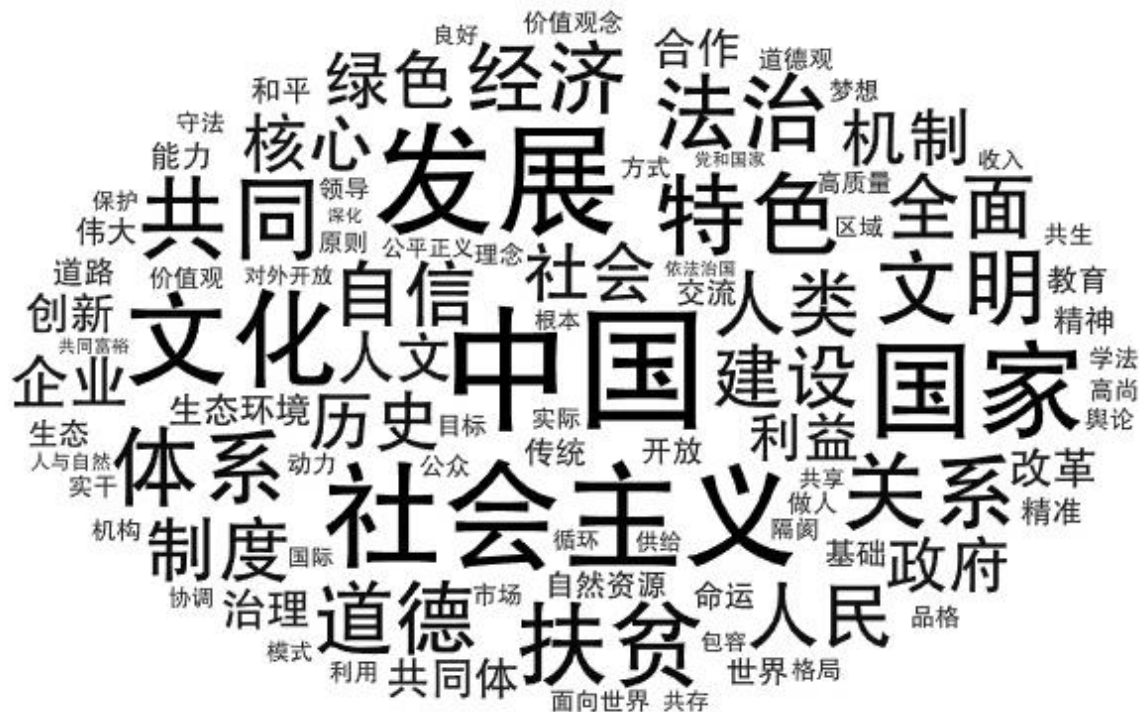 价值观念
良好
经济
合作
道德观
绿色
法治
梦想
和平
守法
核心
发展
机制
能力
方式
党和国家
收入
保护
共同
领导
特色
高质量
全面
伟大
深化
原则
公平正义
理念
区域
共生
道路
价值观
对外开放
自信
社会
依法治国
交流
人类
文明
教育
创新
文化
根本
精神
共同富裕
人文
中国
建设
国家
学法
企业
高尚
生态环境
历史
目标
实际
利益
舆论
生态
体系
传统
开放
人与自然
动力
公众
共享
关系
改革
实干
社会主义
做人
精准
机构
制度
国际
循环
供给
隔阂
基础
政府
协调
治理
道德
市场
自然资源
命运
人民
品格
模式
扶贫
包容
利用
共同体
世界
格局
面向世界
共存